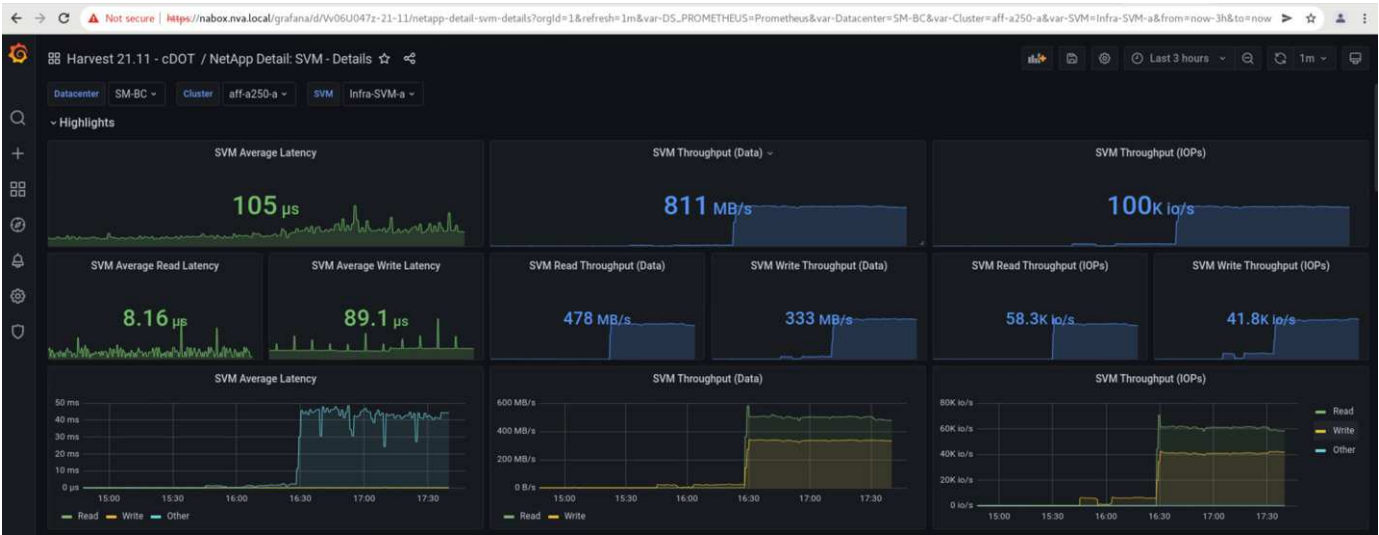 Not secure | https://nabox.nva.local/grafana/d/Vv06U047z-21-11/netapp-detail-svm-details?orgId=1&refresh=1m&var-DS_PROMETHEUS=Prometheus&var-Datacenter=SM-BC&var-Cluster=aff-a250-a&var-SVM=Infra-SVM-a&from=now-3h&to=now
Harvest 21.11 - cDOT / NetApp Detail: SVM - Details
Last 3 hours
1m
Datacenter SM-BC Cluster aff-a250-a SVM Infra-SVM-a
Highlights
SVM Average Latency
105 µs
SVM Throughput (Data)
811 MB/s
SVM Throughput (IOPs)
100K io/s
SVM Average Read Latency
8.16 µs
SVM Average Write Latency
89.1 µs
SVM Read Throughput (Data)
478 MB/s
SVM Write Throughput (Data)
333 MB/s
SVM Read Throughput (IOPs)
58.3K io/s
SVM Write Throughput (IOPs)
41.8K io/s
SVM Average Latency
50 ms
40 ms
30 ms
20 ms
10 ms
0 µs
15:00 15:30 16:00 16:30 17:00 17:30
Read Write Other
SVM Throughput (Data)
600 MB/s
400 MB/s
200 MB/s
0 B/s
15:00 15:30 16:00 16:30 17:00 17:30
Read Write
SVM Throughput (IOPs)
80K io/s
60K io/s
40K io/s
20K io/s
0 io/s
15:00 15:30 16:00 16:30 17:00 17:30
Read
Write
Other